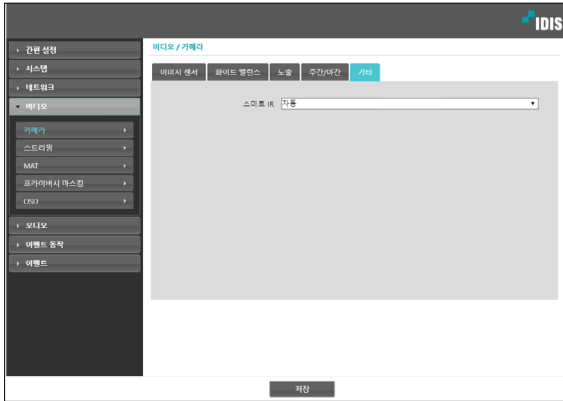 IDIS
간편 설정
시스템
네트워크
비디오
카메라
스트리밍
MAT
프라이버시 마스킹
OSD
오디오
이벤트 동작
이벤트
비디오 / 카메라
이미지 센서 화이트 밸런스 노출 주간/야간 기타
스마트 IR 자동
저장